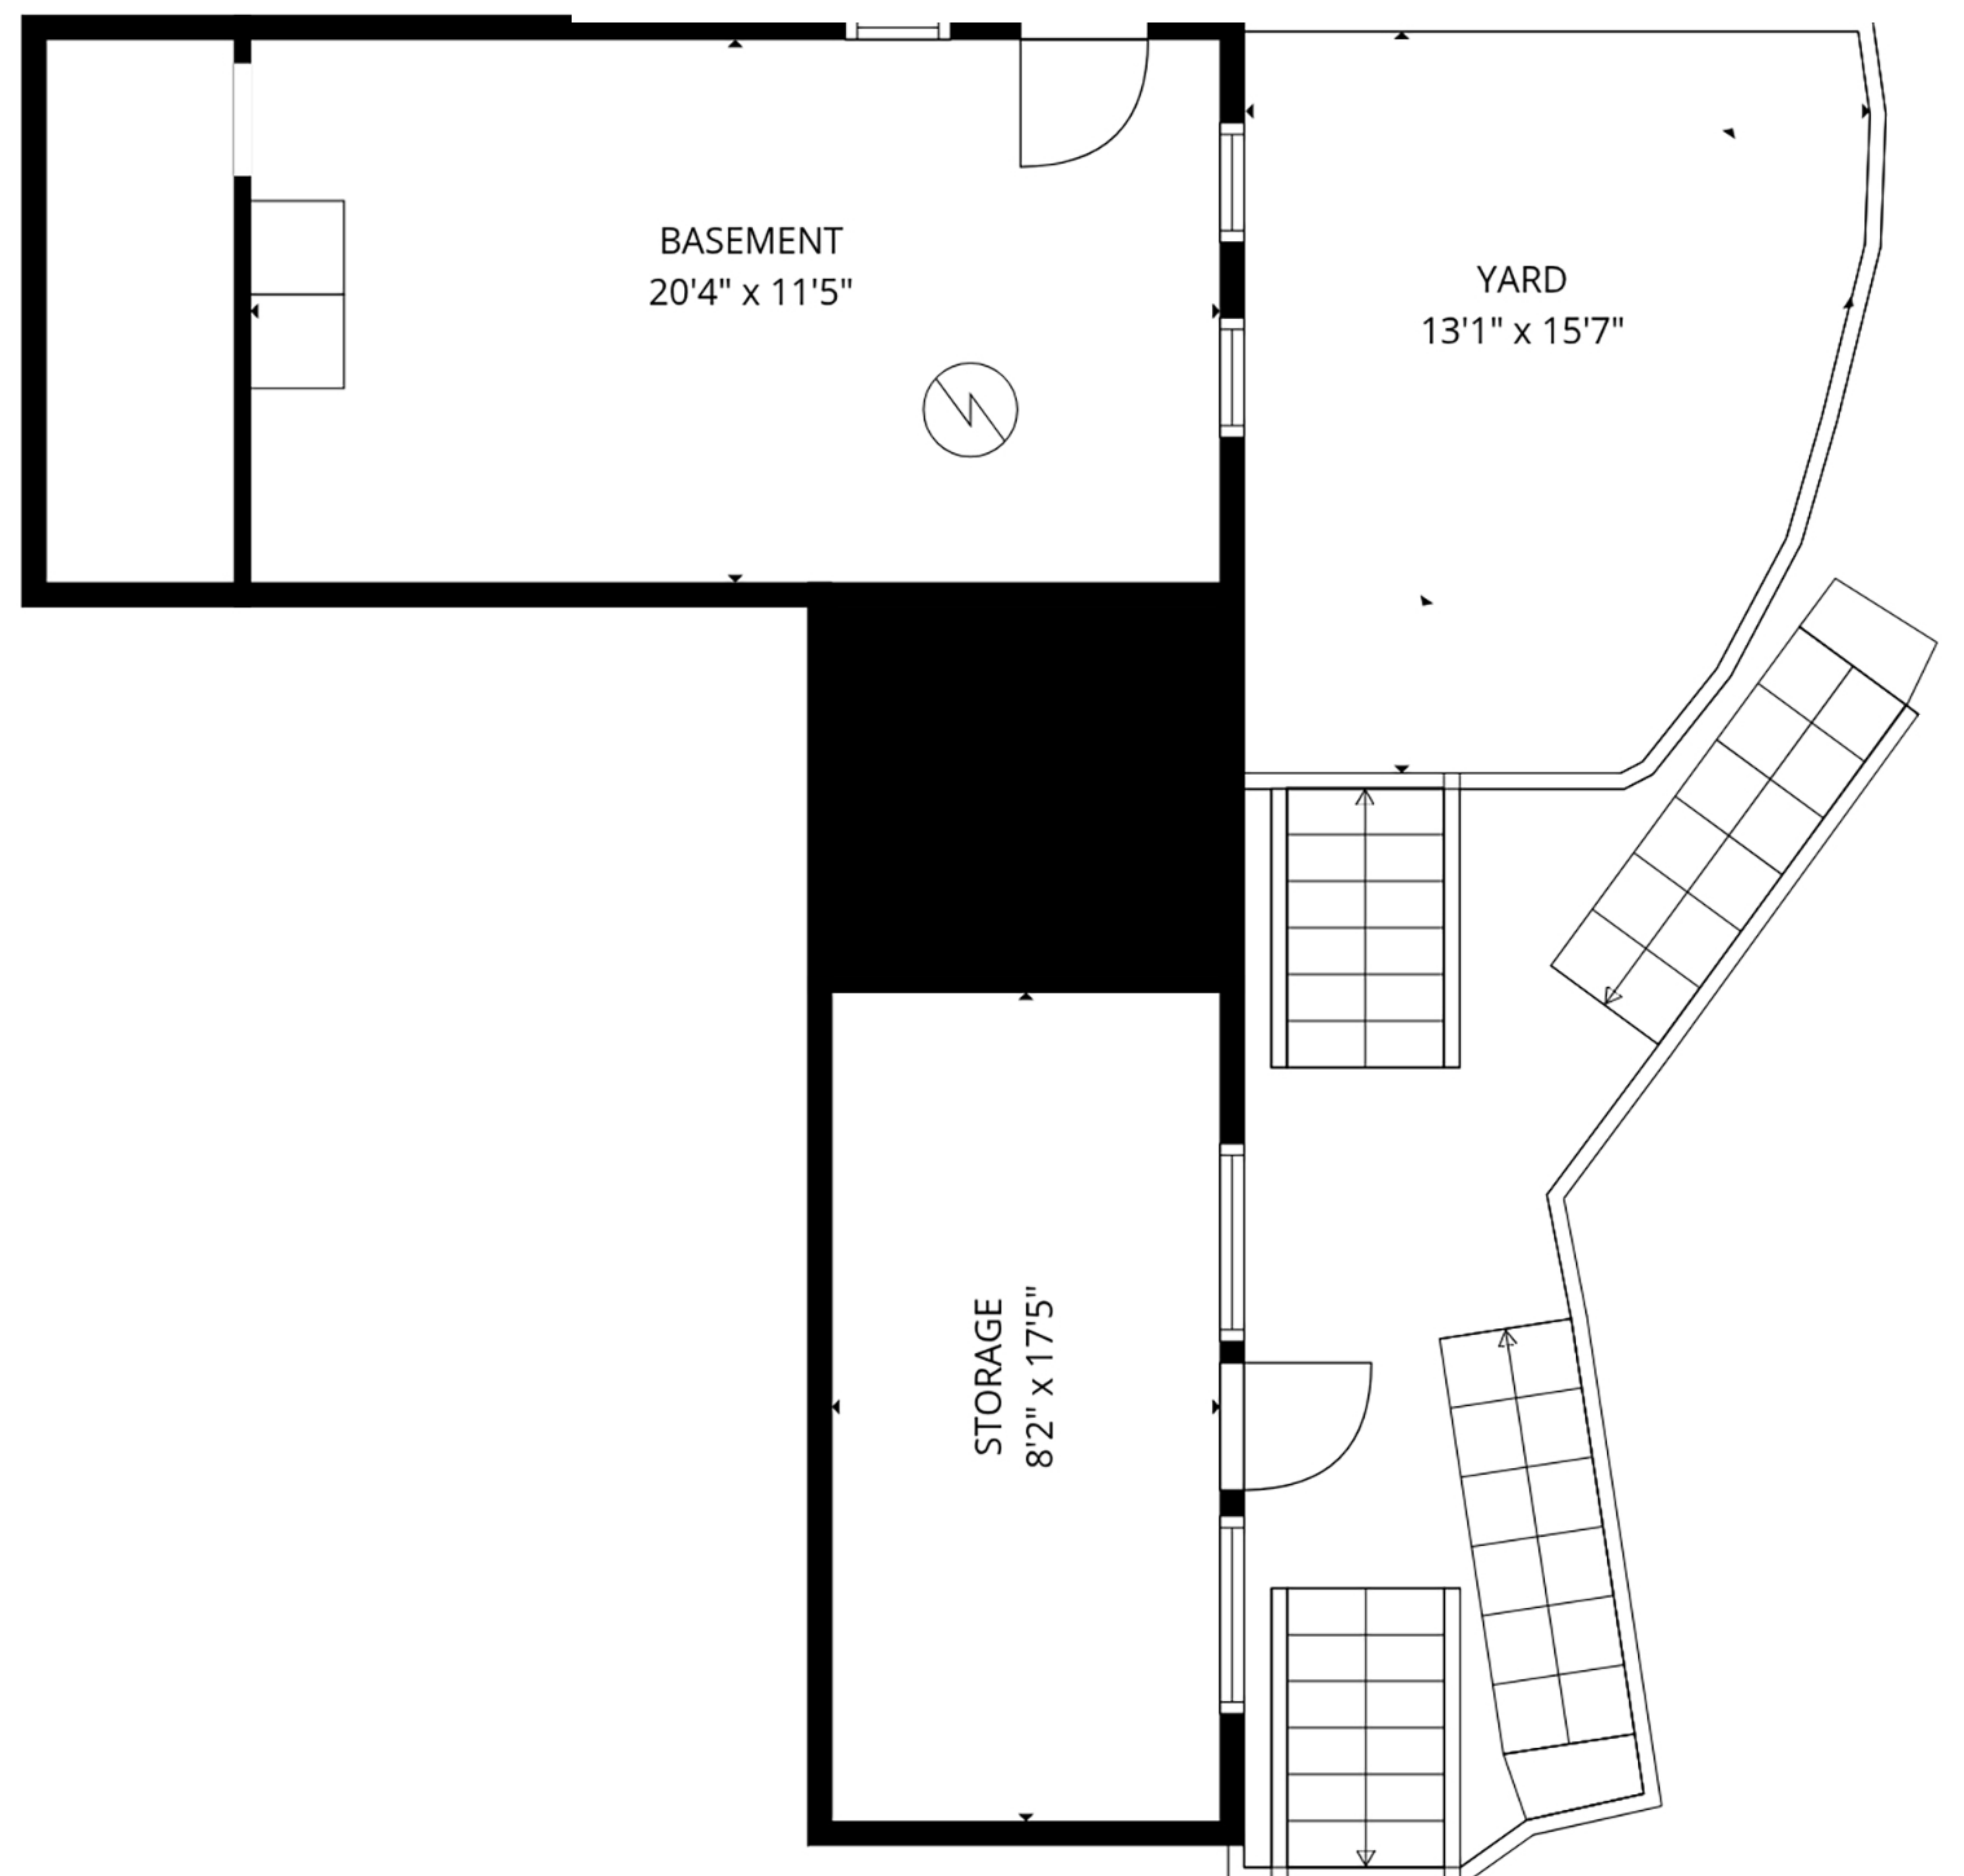 BASEMENT
20'4" x 11'5"
YARD
13'1" x 15'7"
STORAGE
8'2" x 17'5"